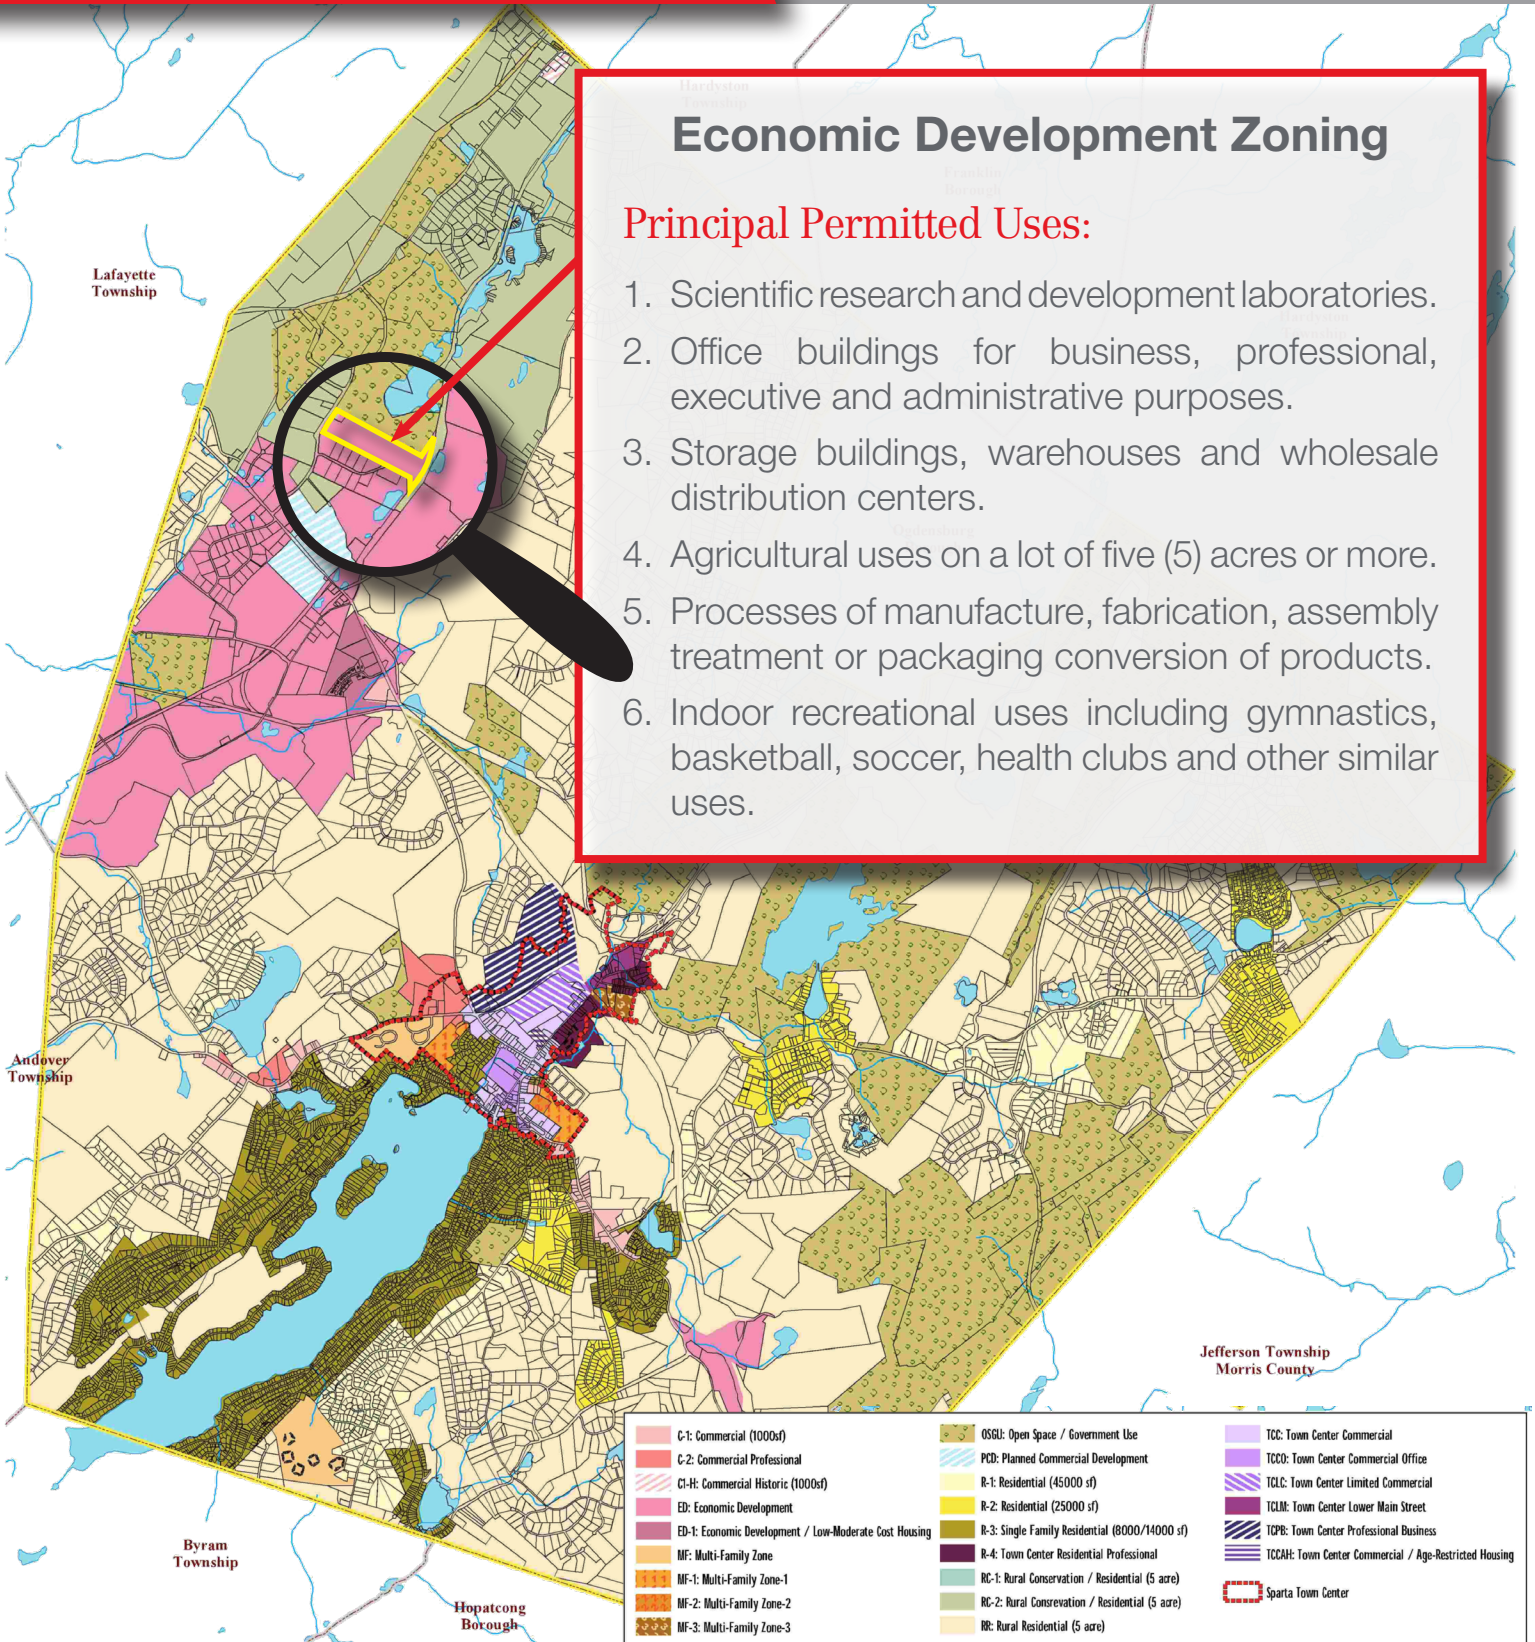 Hardyston
Township
Economic Development Zoning
Franklin
Borough
Principal Permitted Uses:
Lafayette
Township
1. Scientific research and development laboratories.
Hardyston
Township
2. Office buildings for business, professional,
executive and administrative purposes.
3. Storage buildings, warehouses and wholesale
distribution centers.
Ogdensburg
4. Agricultural uses on a lot of five (5) acres or more.
5. Processes of manufacture, fabrication, assembly
treatment or packaging conversion of products.
6. Indoor recreational uses including gymnastics,
basketball, soccer, health clubs and other similar
uses.
Andover
Township
Jefferson Township
Morris County
Byram
Township
Hopatcong
Borough
C-1: Commercial (1000sf)
C-2: Commercial Professional
C1-H: Commercial Historic (1000sf)
ED: Economic Development
ED-1: Economic Development / Low-Moderate Cost Housing
MF: Multi-Family Zone
MF-1: Multi-Family Zone-1
MF-2: Multi-Family Zone-2
MF-3: Multi-Family Zone-3
OSGU: Open Space / Government Use
PCD: Planned Commercial Development
R-1: Residential (45000 sf)
R-2: Residential (25000 sf)
R-3: Single Family Residential (8000/14000 sf)
R-4: Town Center Residential Professional
RC-1: Rural Conservation / Residential (5 acre)
RC-2: Rural Consrevation / Residential (5 acre)
RR: Rural Residential (5 acre)
TCC: Town Center Commercial
TCCO: Town Center Commercial Office
TCLC: Town Center Limited Commercial
TCLM: Town Center Lower Main Street
TCPB: Town Center Professional Business
TCCAH: Town Center Commercial / Age-Restricted Housing
Sparta Town Center